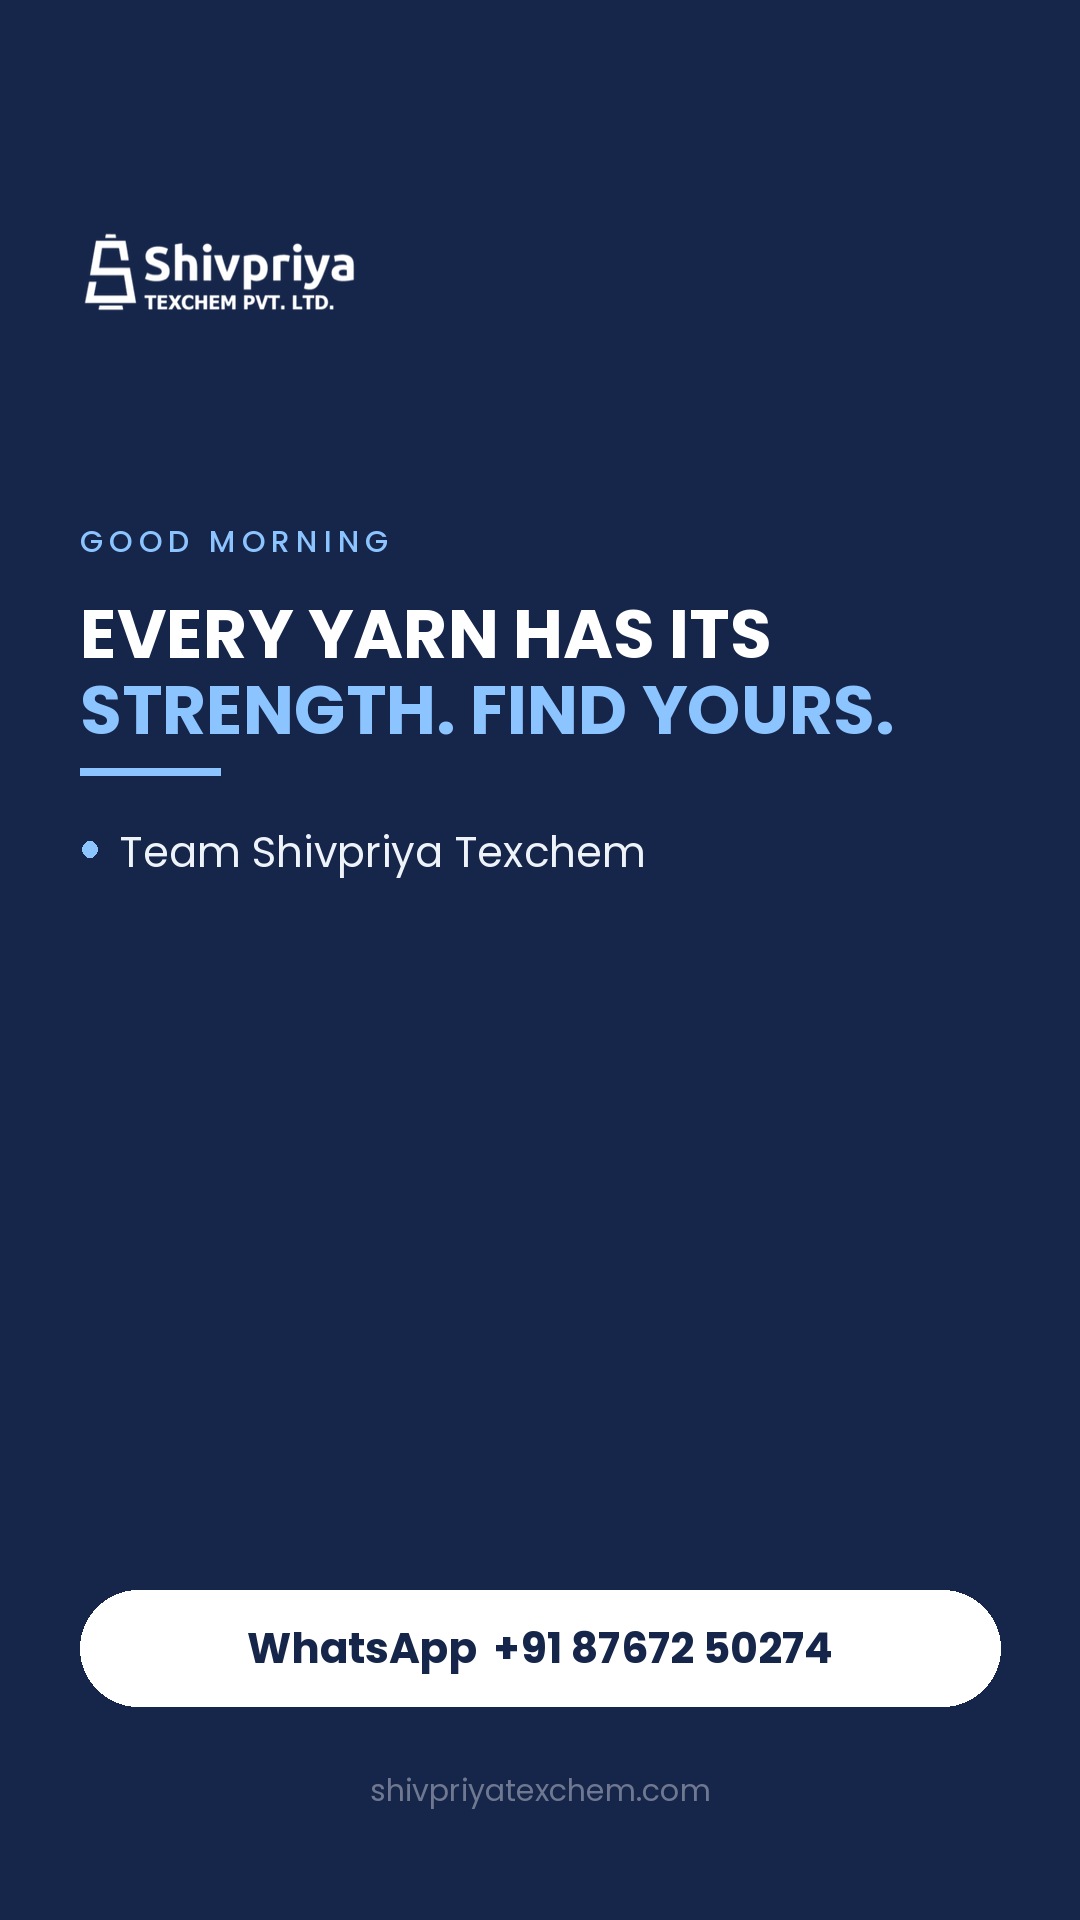 Shivpriya
TEXCHEM PVT. LTD.
GOOD MORNING
EVERY YARN HAS ITS
STRENGTH. FIND YOURS.
• Team Shivpriya Texchem
WhatsApp +91 87672 50274
shivpriyatexchem.com